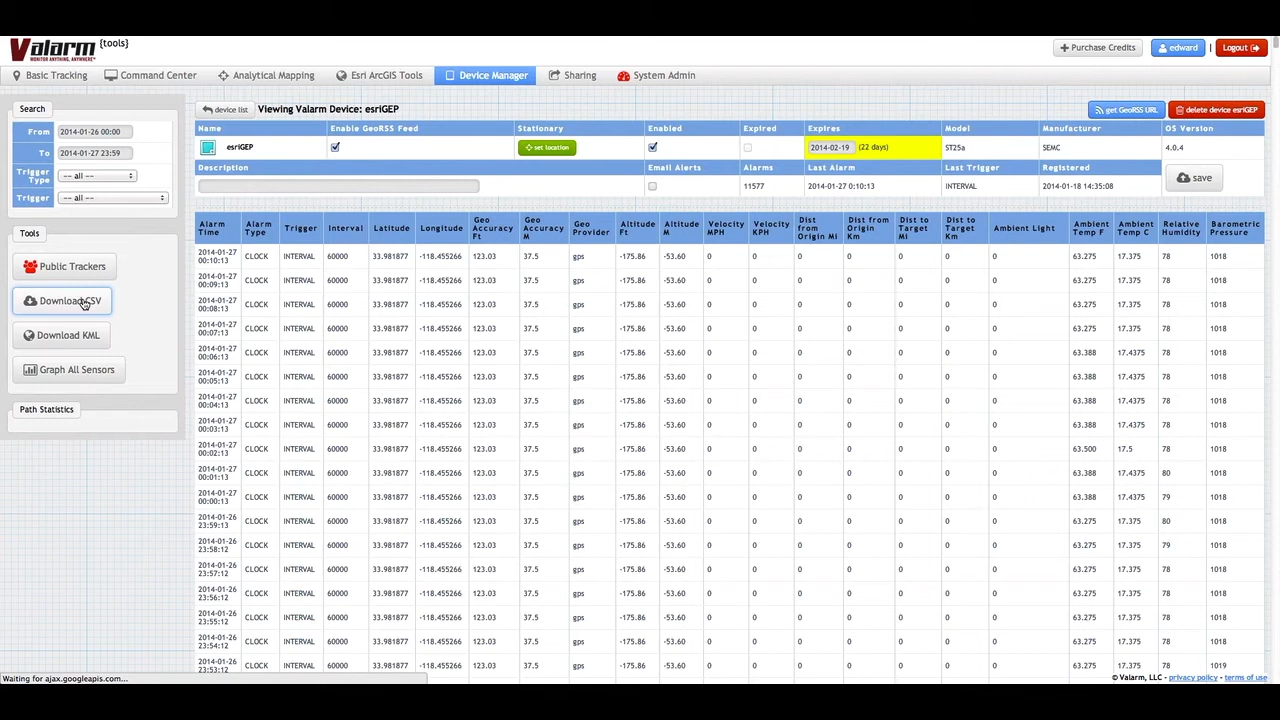 Valarm {tools}
MONITOR ANYTHING, ANYWHERE™
Purchase Credits
edward
|
Logout
Basic Tracking
Command Center
Analytical Mapping
Esri ArcGIS Tools
Device Manager
Sharing
System Admin
Search
From 2014-01-26 00:00
To 2014-01-27 23:59
Trigger Type -- all --
Trigger -- all --
Tools
Public Trackers
Download CSV
Download KML
Graph All Sensors
Path Statistics
device list Viewing Valarm Device: esriGEP get GeoRSS URL delete device esriGEP
Name Enable GeoRSS Feed Stationary Enabled Expired Expires Model Manufacturer OS Version
esriGEP set location 2014-02-19 (22 days) ST25a SEMC 4.0.4
Description Email Alerts Alarms Last Alarm Last Trigger Registered
11577 2014-01-27 0:10:13 INTERVAL 2014-01-18 14:35:08 save
Alarm Time Alarm Type Trigger Interval Latitude Longitude Geo Accuracy Ft Geo Accuracy M Geo Provider Altitude Ft Altitude M Velocity MPH Velocity KPH Dist from Origin Mi Dist from Origin Km Dist to Target Mi Dist to Target Km Ambient Light Ambient Temp F Ambient Temp C Relative Humidity Barometric Pressure
2014-01-27 00:10:13 CLOCK INTERVAL 60000 33.981877 -118.455266 123.03 37.5 gps -175.86 -53.60 0 0 0 0 0 0 0 63.275 17.375 78 1018
2014-01-27 00:09:13 CLOCK INTERVAL 60000 33.981877 -118.455266 123.03 37.5 gps -175.86 -53.60 0 0 0 0 0 0 0 63.275 17.375 78 1018
2014-01-27 00:08:13 CLOCK INTERVAL 60000 33.981877 -118.455266 123.03 37.5 gps -175.86 -53.60 0 0 0 0 0 0 0 63.275 17.375 78 1018
2014-01-27 00:07:13 CLOCK INTERVAL 60000 33.981877 -118.455266 123.03 37.5 gps -175.86 -53.60 0 0 0 0 0 0 0 63.275 17.375 78 1018
2014-01-27 00:06:13 CLOCK INTERVAL 60000 33.981877 -118.455266 123.03 37.5 gps -175.86 -53.60 0 0 0 0 0 0 0 63.388 17.4375 78 1018
2014-01-27 00:05:13 CLOCK INTERVAL 60000 33.981877 -118.455266 123.03 37.5 gps -175.86 -53.60 0 0 0 0 0 0 0 63.388 17.4375 78 1018
2014-01-27 00:04:13 CLOCK INTERVAL 60000 33.981877 -118.455266 123.03 37.5 gps -175.86 -53.60 0 0 0 0 0 0 0 63.388 17.4375 78 1018
2014-01-27 00:03:13 CLOCK INTERVAL 60000 33.981877 -118.455266 123.03 37.5 gps -175.86 -53.60 0 0 0 0 0 0 0 63.388 17.4375 78 1018
2014-01-27 00:02:13 CLOCK INTERVAL 60000 33.981877 -118.455266 123.03 37.5 gps -175.86 -53.60 0 0 0 0 0 0 0 63.500 17.5 78 1018
2014-01-27 00:01:13 CLOCK INTERVAL 60000 33.981877 -118.455266 123.03 37.5 gps -175.86 -53.60 0 0 0 0 0 0 0 63.388 17.4375 80 1018
2014-01-27 00:00:13 CLOCK INTERVAL 60000 33.981877 -118.455266 123.03 37.5 gps -175.86 -53.60 0 0 0 0 0 0 0 63.388 17.4375 79 1018
2014-01-26 23:59:13 CLOCK INTERVAL 60000 33.981877 -118.455266 123.03 37.5 gps -175.86 -53.60 0 0 0 0 0 0 0 63.275 17.375 80 1018
2014-01-26 23:58:12 CLOCK INTERVAL 60000 33.981877 -118.455266 123.03 37.5 gps -175.86 -53.60 0 0 0 0 0 0 0 63.275 17.375 79 1018
2014-01-26 23:57:12 CLOCK INTERVAL 60000 33.981877 -118.455266 123.03 37.5 gps -175.86 -53.60 0 0 0 0 0 0 0 63.275 17.375 78 1018
2014-01-26 23:56:12 CLOCK INTERVAL 60000 33.981877 -118.455266 123.03 37.5 gps -175.86 -53.60 0 0 0 0 0 0 0 63.275 17.375 78 1018
2014-01-26 23:55:12 CLOCK INTERVAL 60000 33.981877 -118.455266 123.03 37.5 gps -175.86 -53.60 0 0 0 0 0 0 0 63.275 17.375 78 1018
2014-01-26 23:54:12 CLOCK INTERVAL 60000 33.981877 -118.455266 123.03 37.5 gps -175.86 -53.60 0 0 0 0 0 0 0 63.275 17.375 78 1018
2014-01-26 23:53:12 CLOCK INTERVAL 60000 33.981877 -118.455266 123.03 37.5 gps -175.86 -53.60 0 0 0 0 0 0 0 63.275 17.375 78 1019
Waiting for ajax.googleapis.com...
© Valarm, LLC - privacy policy - terms of use